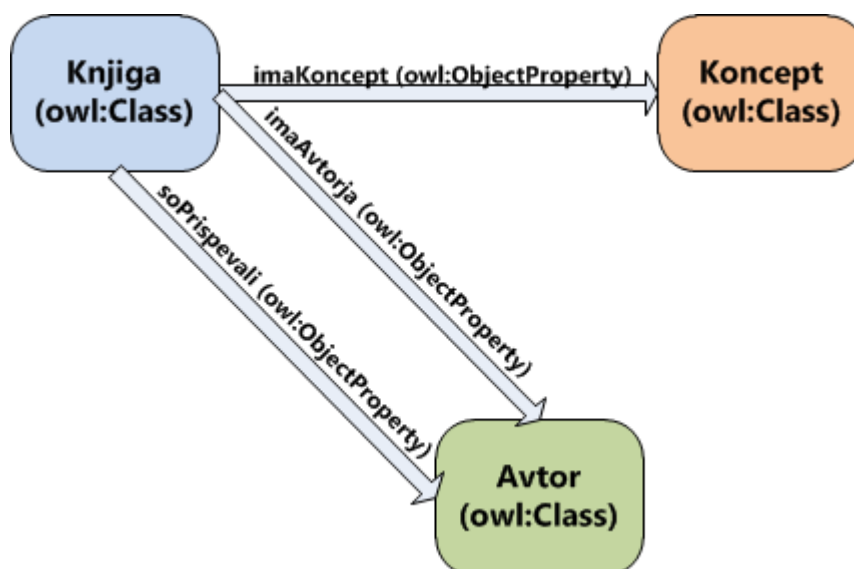 Knjiga
(owl:Class)
imaKoncept (owl:ObjectProperty)
Koncept
(owl:Class)
imaAvtorja (owl:ObjectProperty)
soPrispevali (owl:ObjectProperty)
Avtor
(owl:Class)